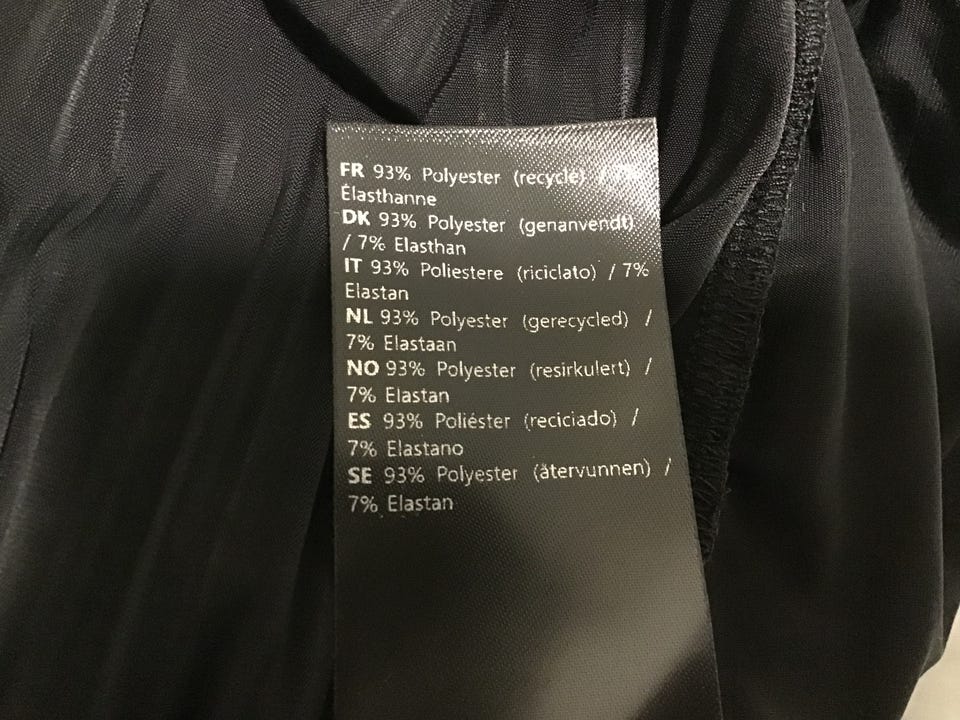 FR 93% Polyester (recyclé) / 7%
Élasthanne
DK 93% Polyester (genanvendt)
/ 7% Elasthan
IT 93% Poliestere (riciclato) / 7%
Elastan
NL 93% Polyester (gerecycled) /
7% Elastaan
NO 93% Polyester (resirkulert) /
7% Elastan
ES 93% Poliéster (reciciado) /
7% Elastano
SE 93% Polyester (återvunnen) /
7% Elastan